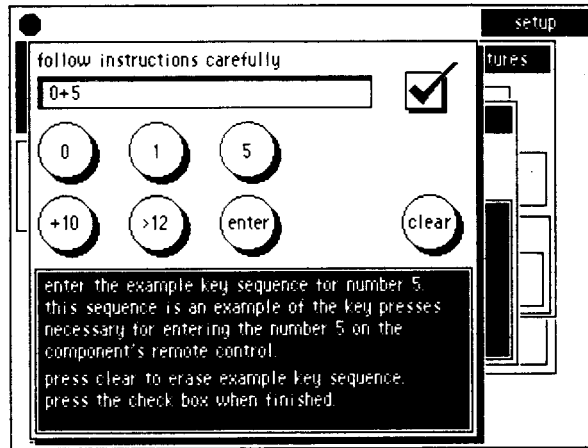 setup
tures
follow instructions carefully
0+5
0
1
5
+10
>12
enter
clear
enter the example key sequence for number 5.
this sequence is an example of the key presses
necessary for entering the number 5 on the
component's remote control.
press clear to erase example key sequence.
press the check box when finished.